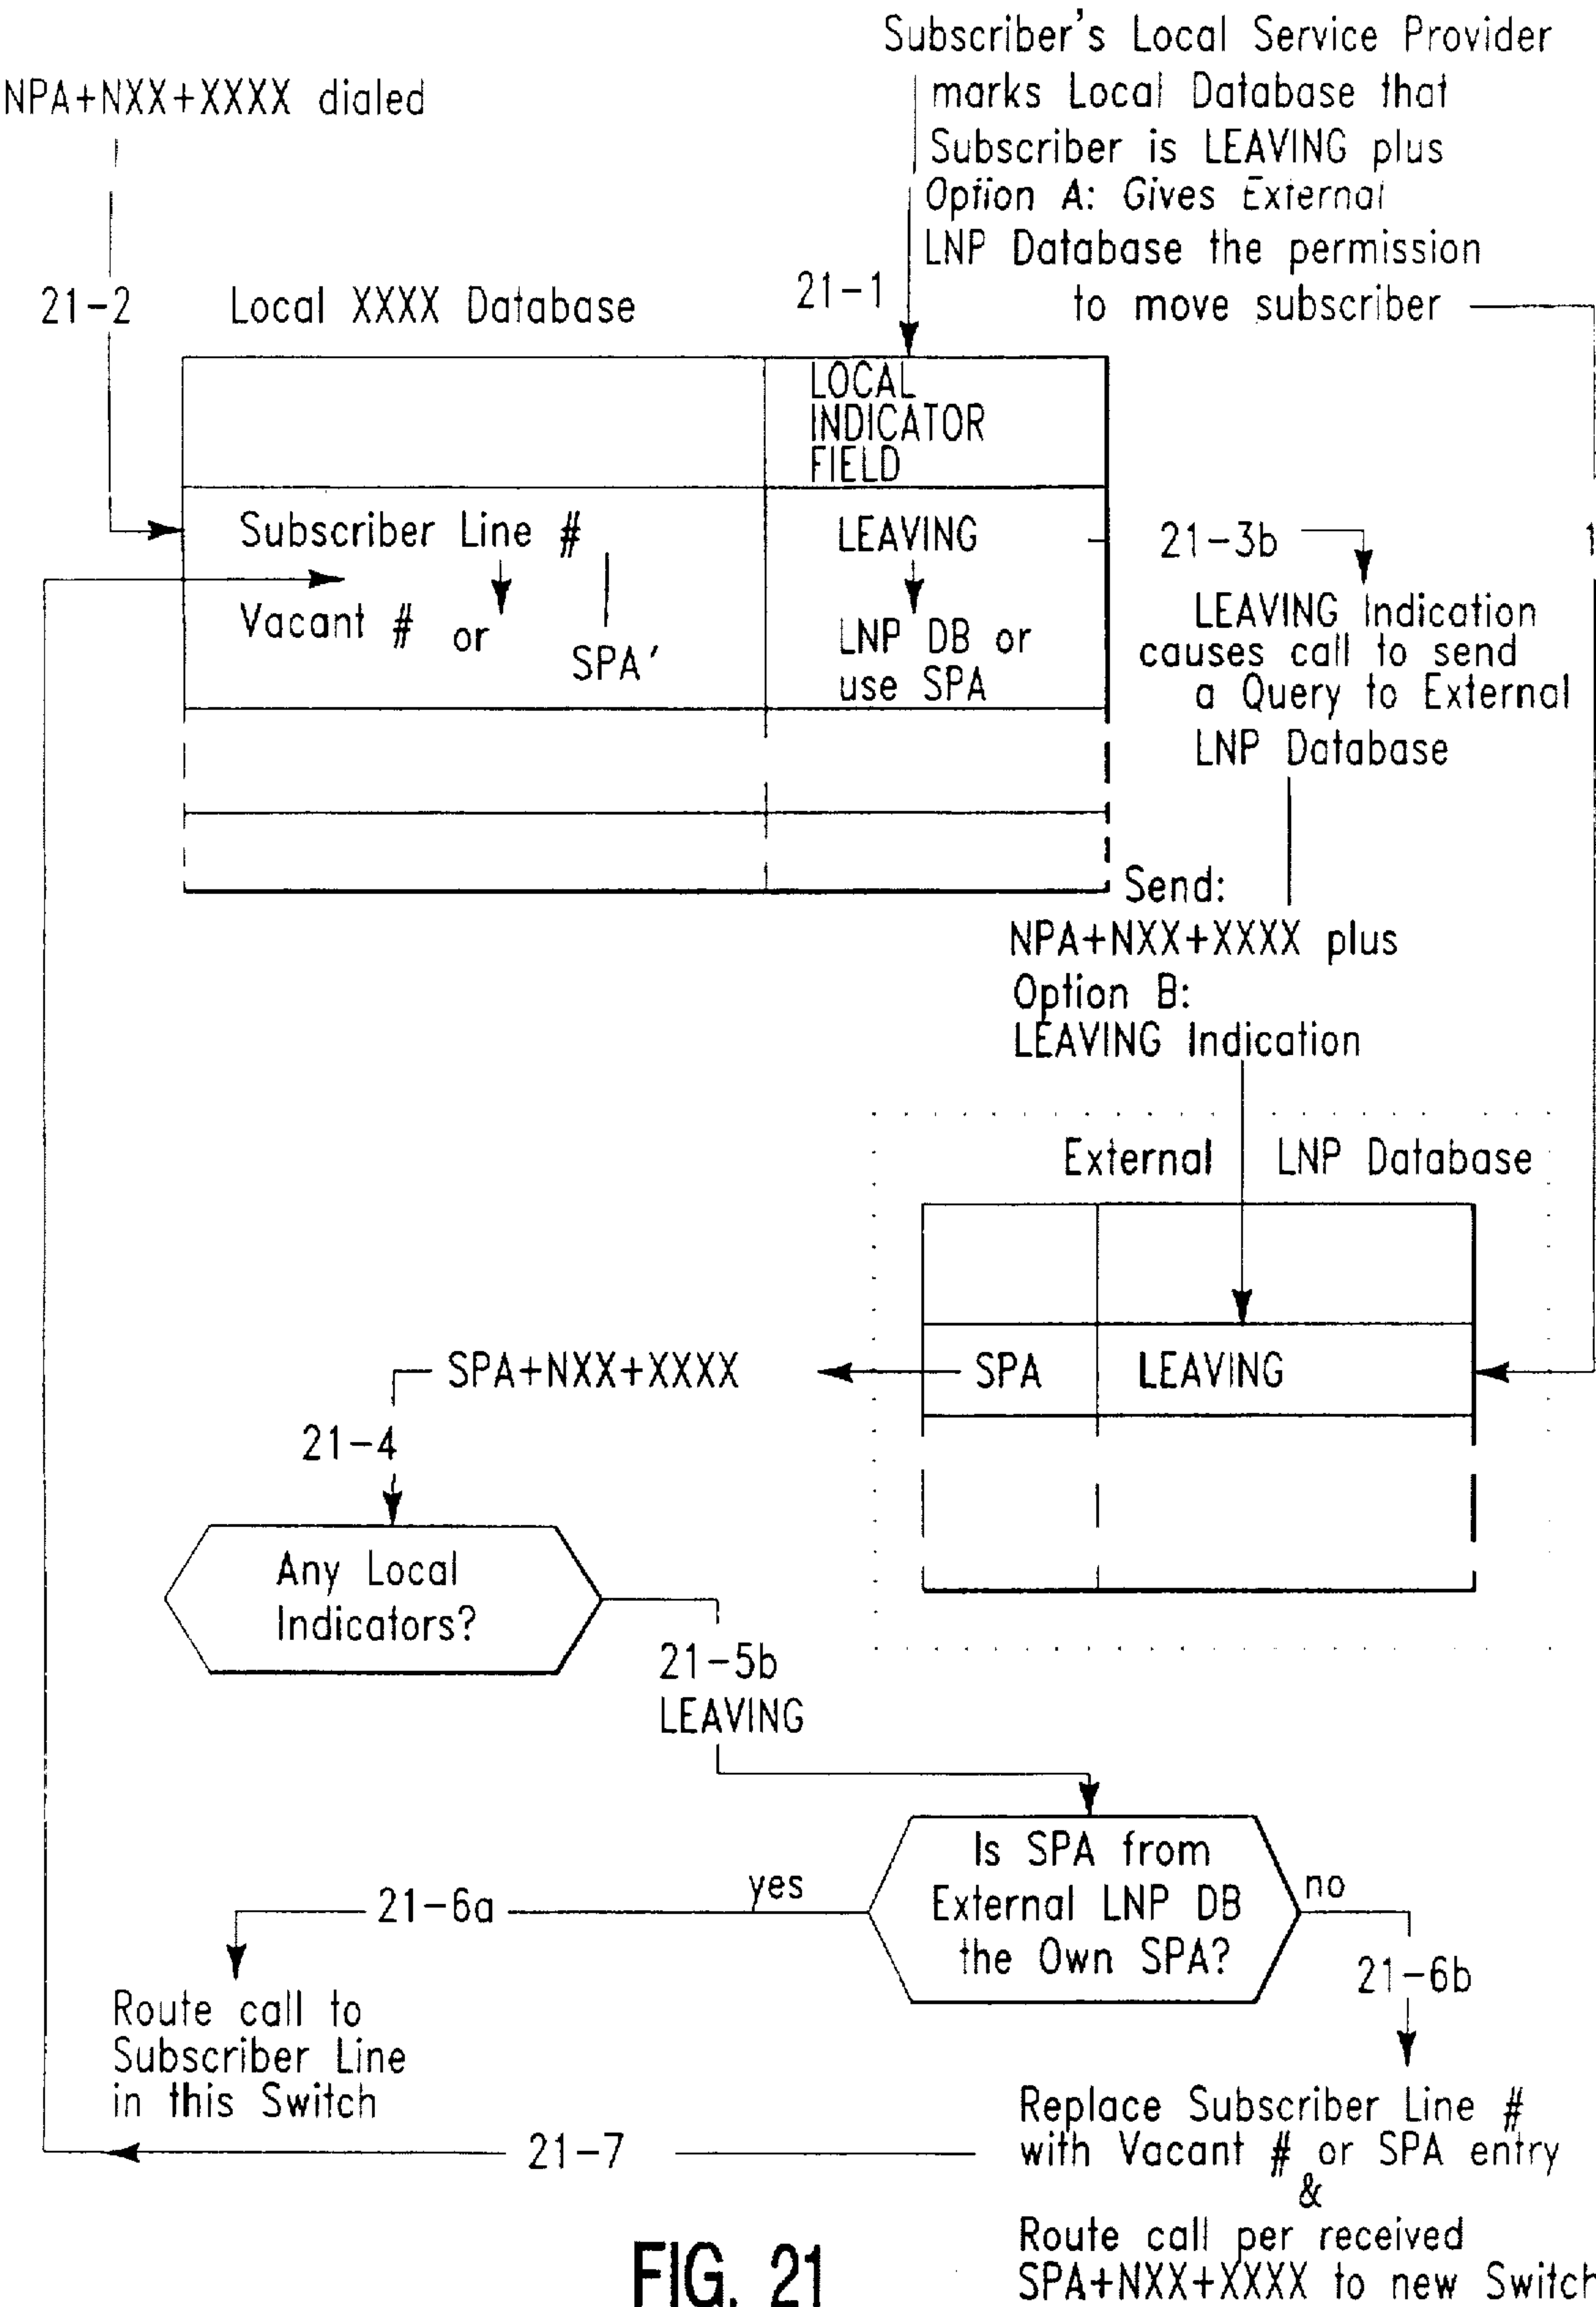 Subscriber's Local Service Provider
marks Local Database that
Subscriber is LEAVING plus
Option A: Gives External
LNP Database the permission
to move subscriber
NPA+NXX+XXXX dialed
21-2
Local XXXX Database
21-1
LOCAL
INDICATOR
FIELD
Subscriber Line #
LEAVING
Vacant # or SPA'
LNP DB or
use SPA
21-3b
1
LEAVING Indication
causes call to send
a Query to External
LNP Database
Send:
NPA+NXX+XXXX plus
Option B:
LEAVING Indication
External LNP Database
SPA
LEAVING
SPA+NXX+XXXX
21-4
Any Local
Indicators?
21-5b
LEAVING
Is SPA from
External LNP DB
the Own SPA?
yes
no
21-6a
21-6b
Route call to
Subscriber Line
in this Switch
Replace Subscriber Line #
with Vacant # or SPA entry
&
Route call per received
SPA+NXX+XXXX to new Switch
21-7
FIG. 21